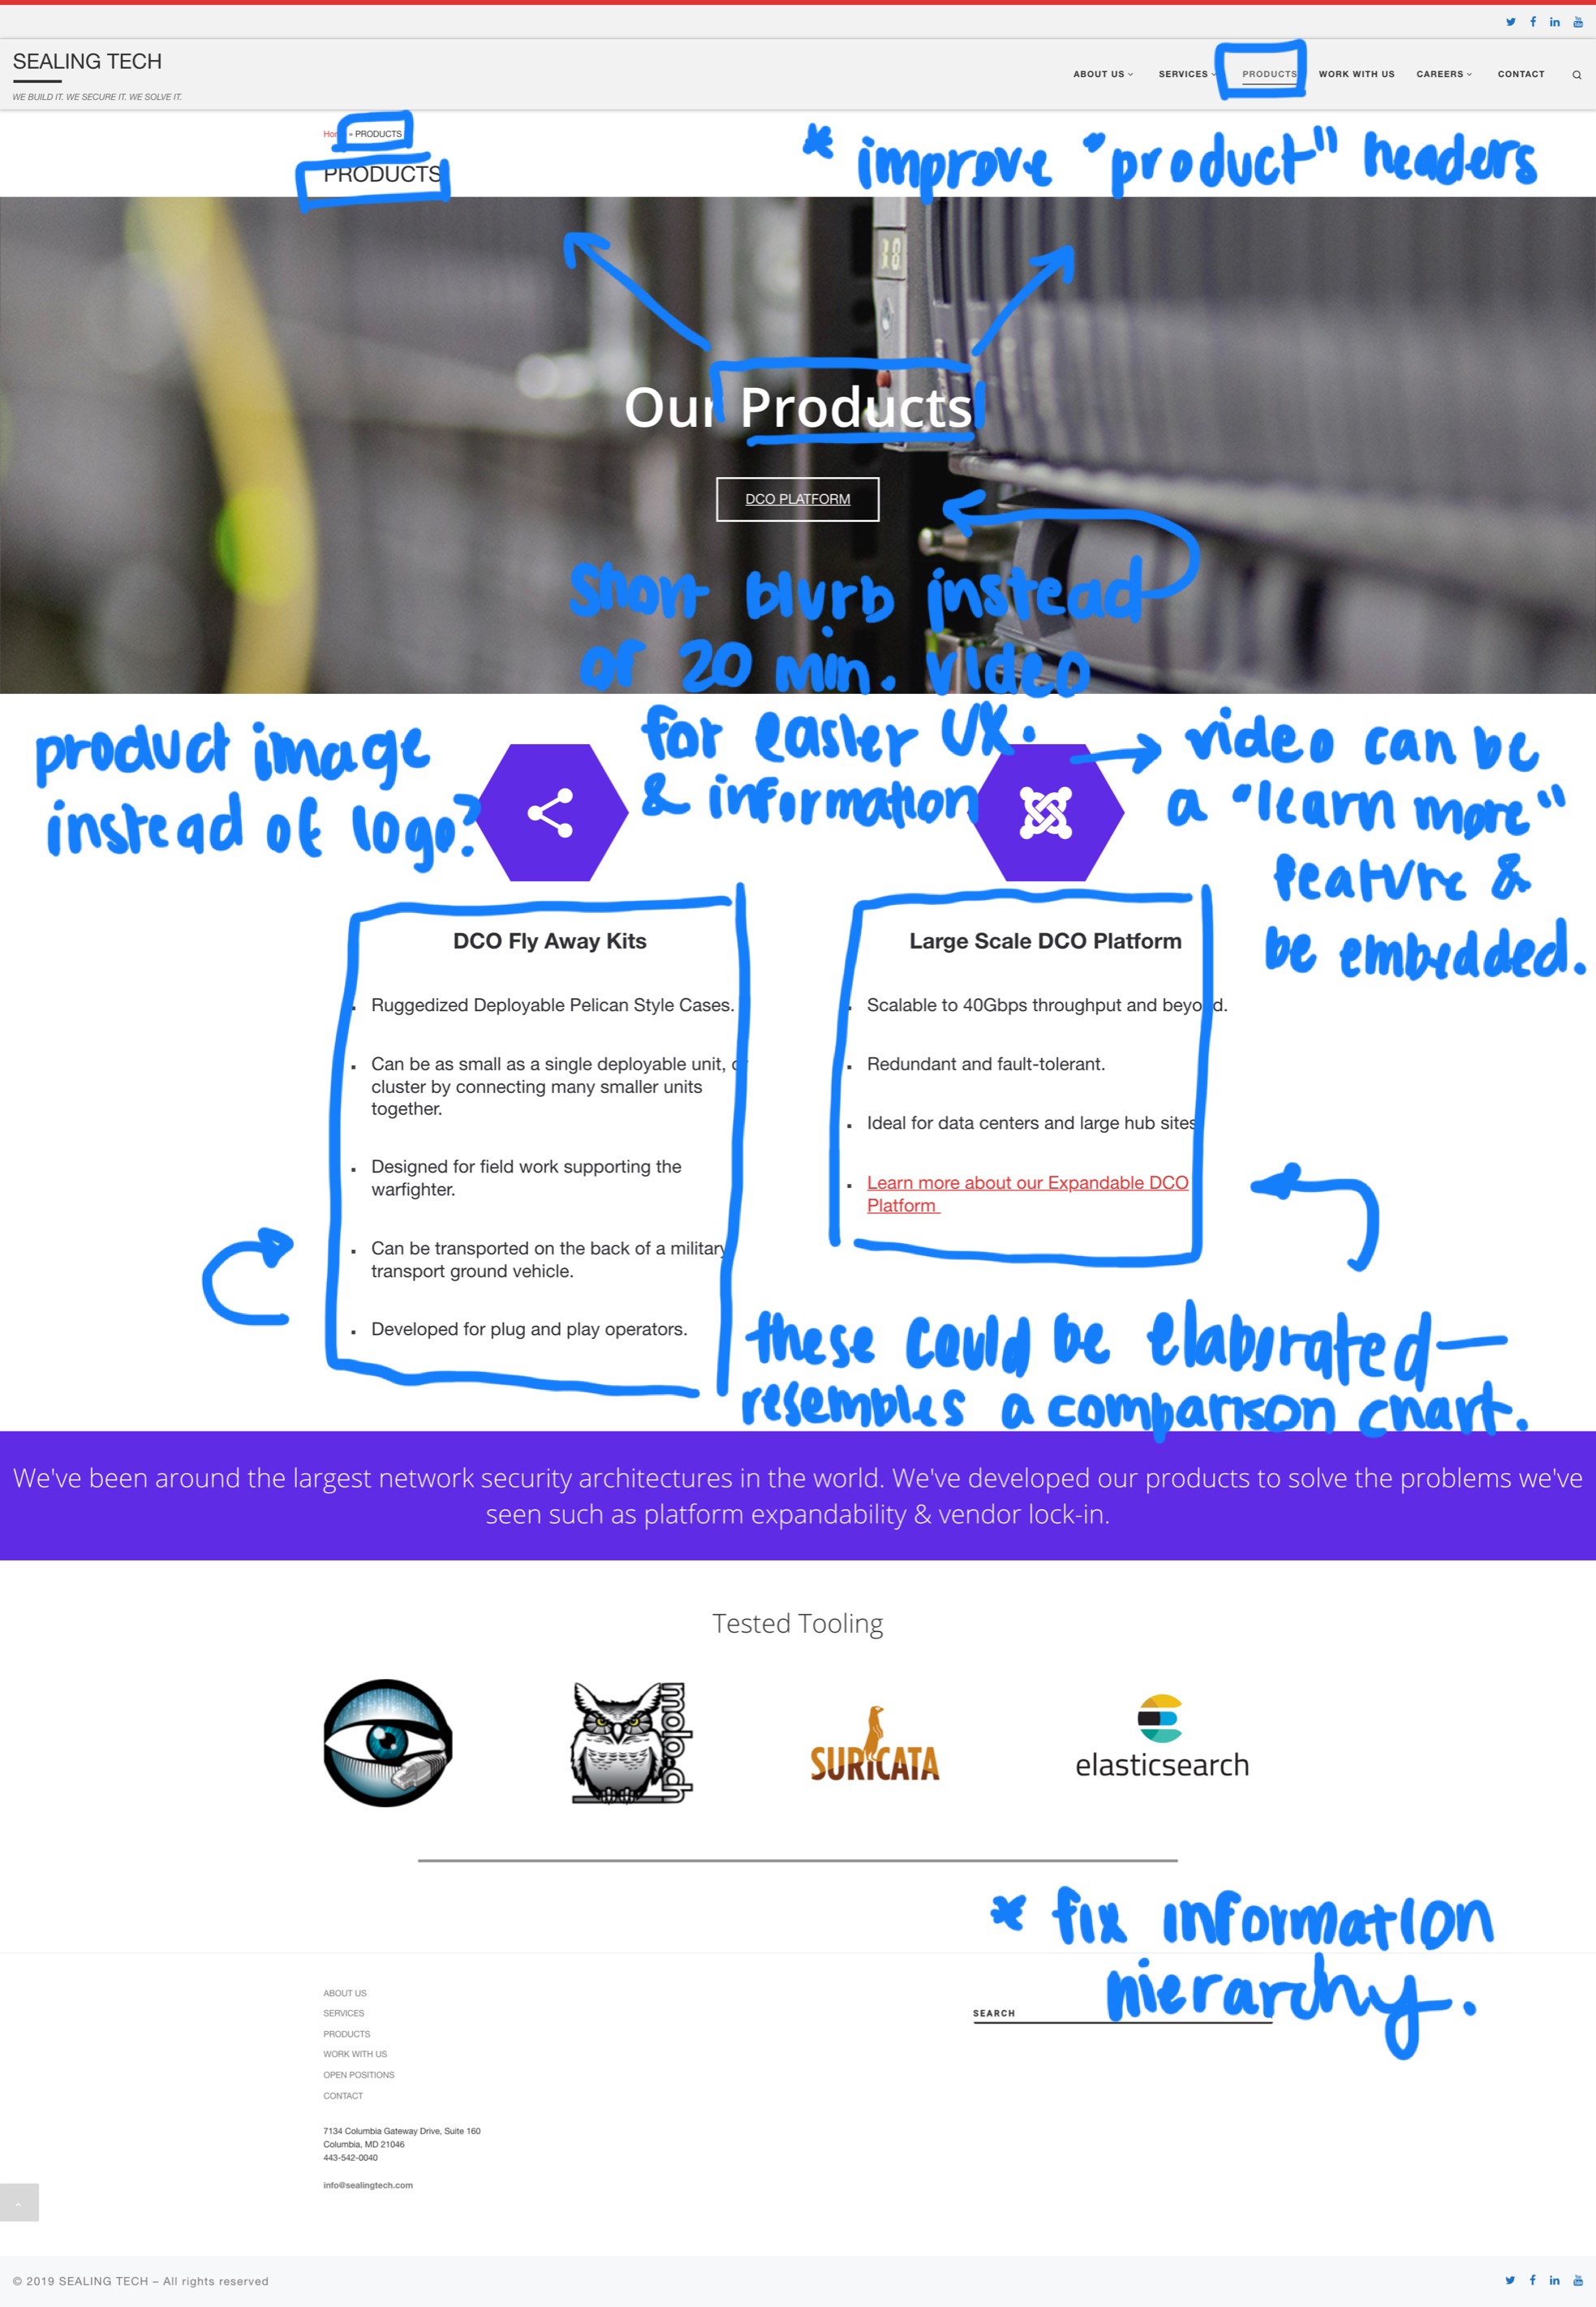 SEALING TECH
WE BUILD IT. WE SECURE IT. WE SOLVE IT.
ABOUT US SERVICES PRODUCTS WORK WITH US CAREERS CONTACT
Home » PRODUCTS
PRODUCTS
* improve "product" headers
Our Products
DCO PLATFORM
short blurb instead
of 20 min. video
for easier UX.
& information
product image
instead of logo?
video can be
a "learn more"
feature &
be embedded.
DCO Fly Away Kits
Ruggedized Deployable Pelican Style Cases.
Can be as small as a single deployable unit, or
cluster by connecting many smaller units
together.
Designed for field work supporting the
warfighter.
Can be transported on the back of a military
transport ground vehicle.
Developed for plug and play operators.
Large Scale DCO Platform
Scalable to 40Gbps throughput and beyond.
Redundant and fault-tolerant.
Ideal for data centers and large hub sites
Learn more about our Expandable DCO
Platform
these could be elaborated—
resembles a comparison chart.
We've been around the largest network security architectures in the world. We've developed our products to solve the problems we've
seen such as platform expandability & vendor lock-in.
Tested Tooling
moloch
SURICATA
elasticsearch
* fix information
hierarchy.
ABOUT US
SERVICES
PRODUCTS
WORK WITH US
OPEN POSITIONS
CONTACT
SEARCH
7134 Columbia Gateway Drive, Suite 160
Columbia, MD 21046
443-542-0040
info@sealingtech.com
© 2019 SEALING TECH – All rights reserved